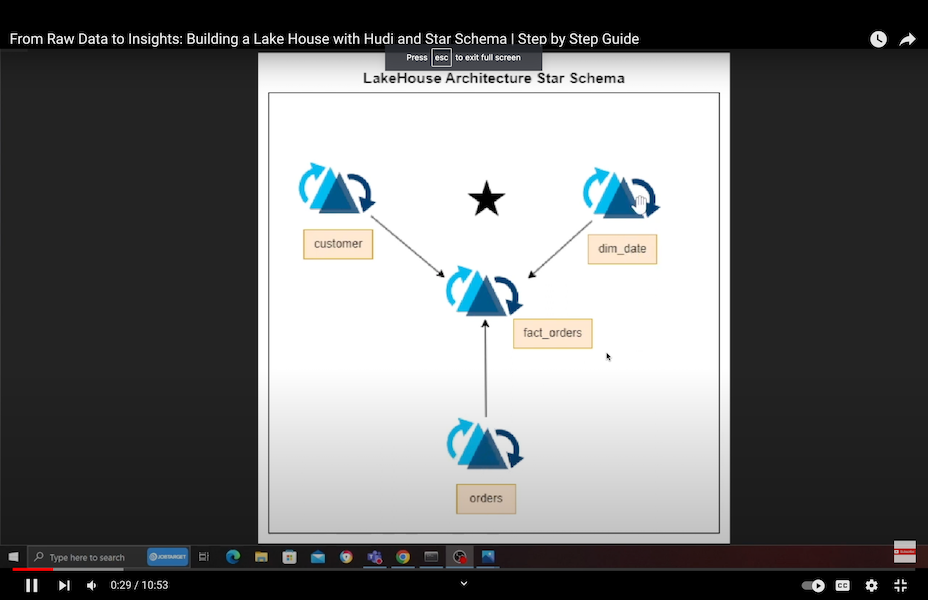 From Raw Data to Insights: Building a Lake House with Hudi and Star Schema | Step by Step Guide
Press esc to exit full screen
LakeHouse Architecture Star Schema
customer
dim_date
fact_orders
orders
Type here to search
JOBTARGET
0:29 / 10:53
CC